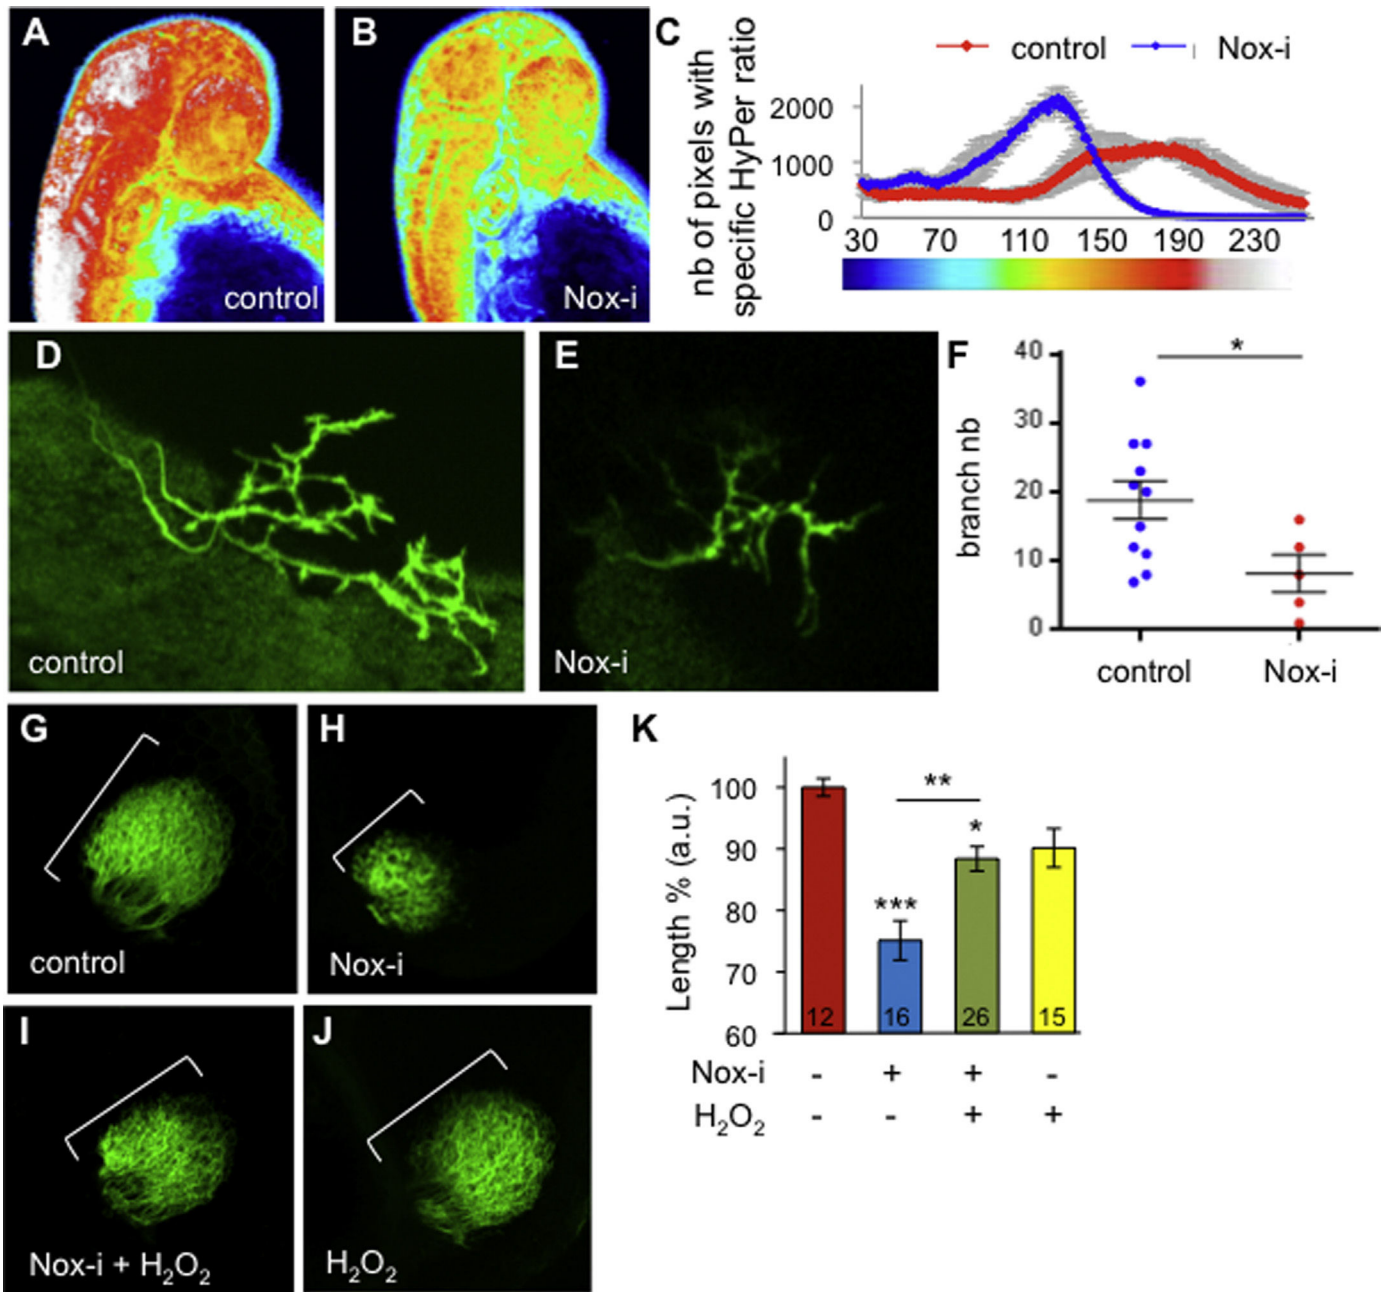 A
control
B
Nox-i
C
nb of pixels with
specific HyPer ratio
control
Nox-i
2000
1000
0
30 70 110 150 190 230
D
control
E
Nox-i
F
branch nb
*
40
30
20
10
0
control Nox-i
G
control
H
Nox-i
I
Nox-i + H₂O₂
J
H₂O₂
K
Length % (a.u.)
100
90
80
70
60
**
*
***
12 16 26 15
Nox-i - + + -
H₂O₂ - - + +